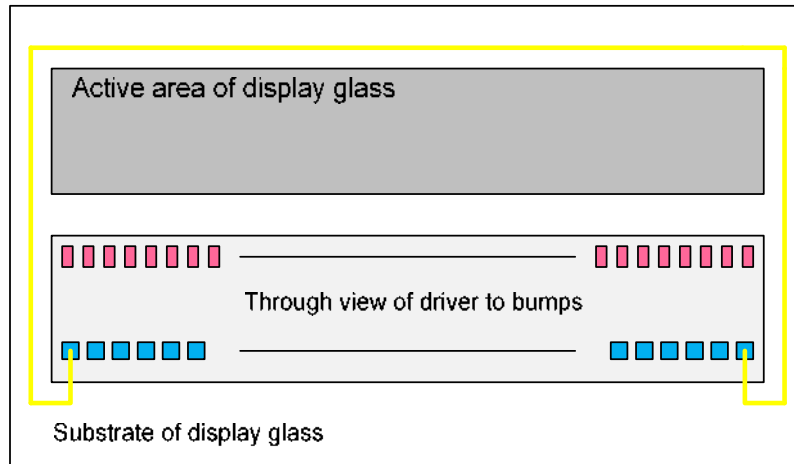 Active area of display glass
Through view of driver to bumps
Substrate of display glass